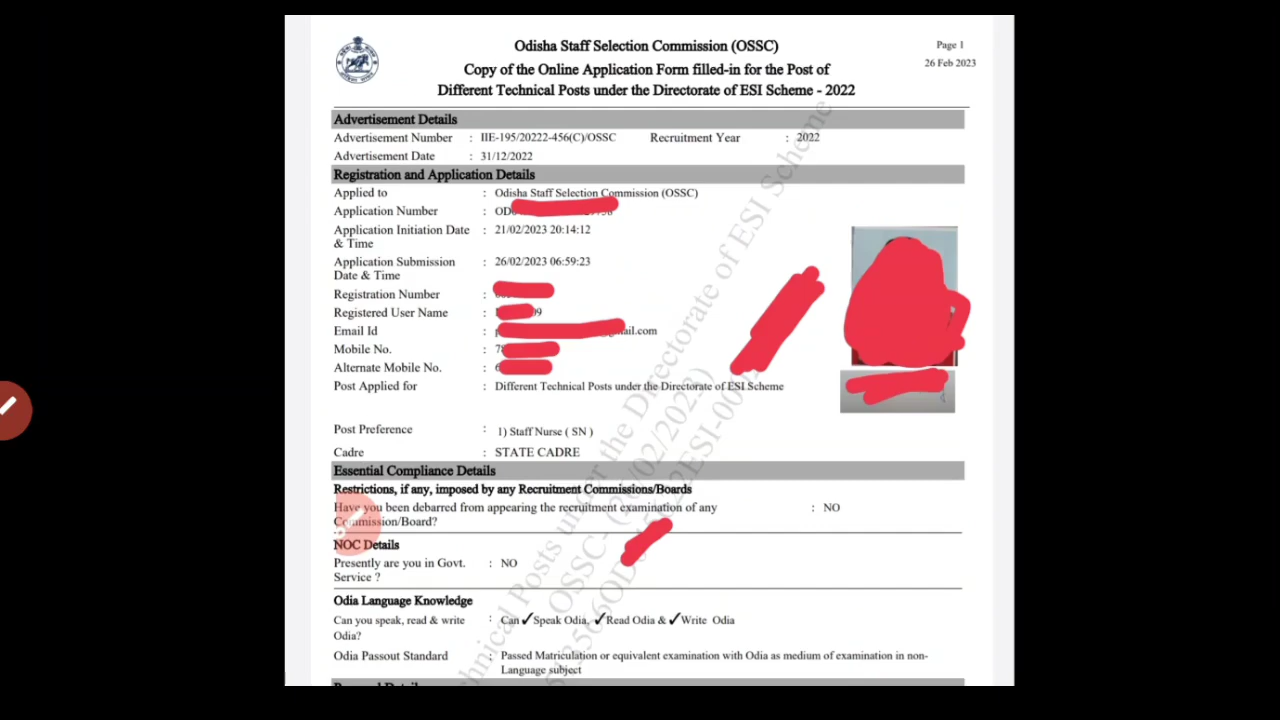 Odisha Staff Selection Commission (OSSC)
Page 1
Copy of the Online Application Form filled-in for the Post of
26 Feb 2023
Different Technical Posts under the Directorate of ESI Scheme - 2022
Advertisement Details
Advertisement Number : IIE-195/20222-456(C)/OSSC Recruitment Year : 2022
Advertisement Date : 31/12/2022
Registration and Application Details
Applied to : Odisha Staff Selection Commission (OSSC)
Application Number :
Application Initiation Date : 21/02/2023 20:14:12
& Time
Application Submission : 26/02/2023 06:59:23
Date & Time
Registration Number :
Registered User Name :
Email Id :
Mobile No. :
Alternate Mobile No. :
Post Applied for : Different Technical Posts under the Directorate of ESI Scheme
Post Preference : 1) Staff Nurse ( SN )
Cadre : STATE CADRE
Essential Compliance Details
Restrictions, if any, imposed by any Recruitment Commissions/Boards
Have you been debarred from appearing the recruitment examination of any : NO
Commission/Board?
NOC Details
Presently are you in Govt. : NO
Service ?
Odia Language Knowledge
Can you speak, read & write : Can ✓Speak Odia, ✓Read Odia & ✓Write Odia
Odia?
Odia Passout Standard : Passed Matriculation or equivalent examination with Odia as medium of examination in non-
Language subject